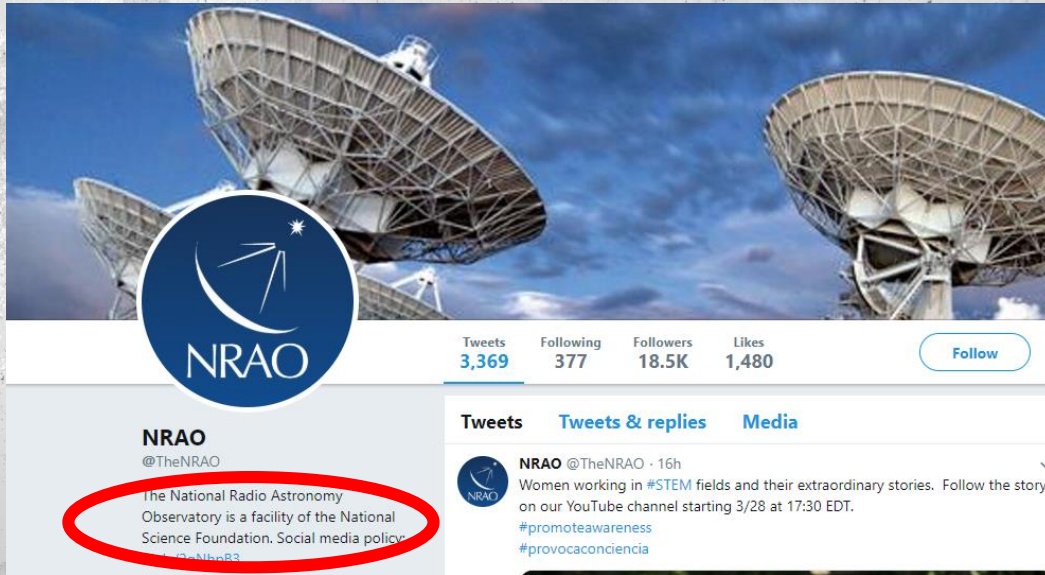 NRAO
Tweets Following Followers Likes
3,369 377 18.5K 1,480
Follow
Tweets Tweets & replies Media
NRAO
@TheNRAO
The National Radio Astronomy
Observatory is a facility of the National
Science Foundation. Social media policy:
NRAO
NRAO @TheNRAO · 16h
Women working in #STEM fields and their extraordinary stories. Follow the story
on our YouTube channel starting 3/28 at 17:30 EDT.
#promoteawareness
#provocaconciencia